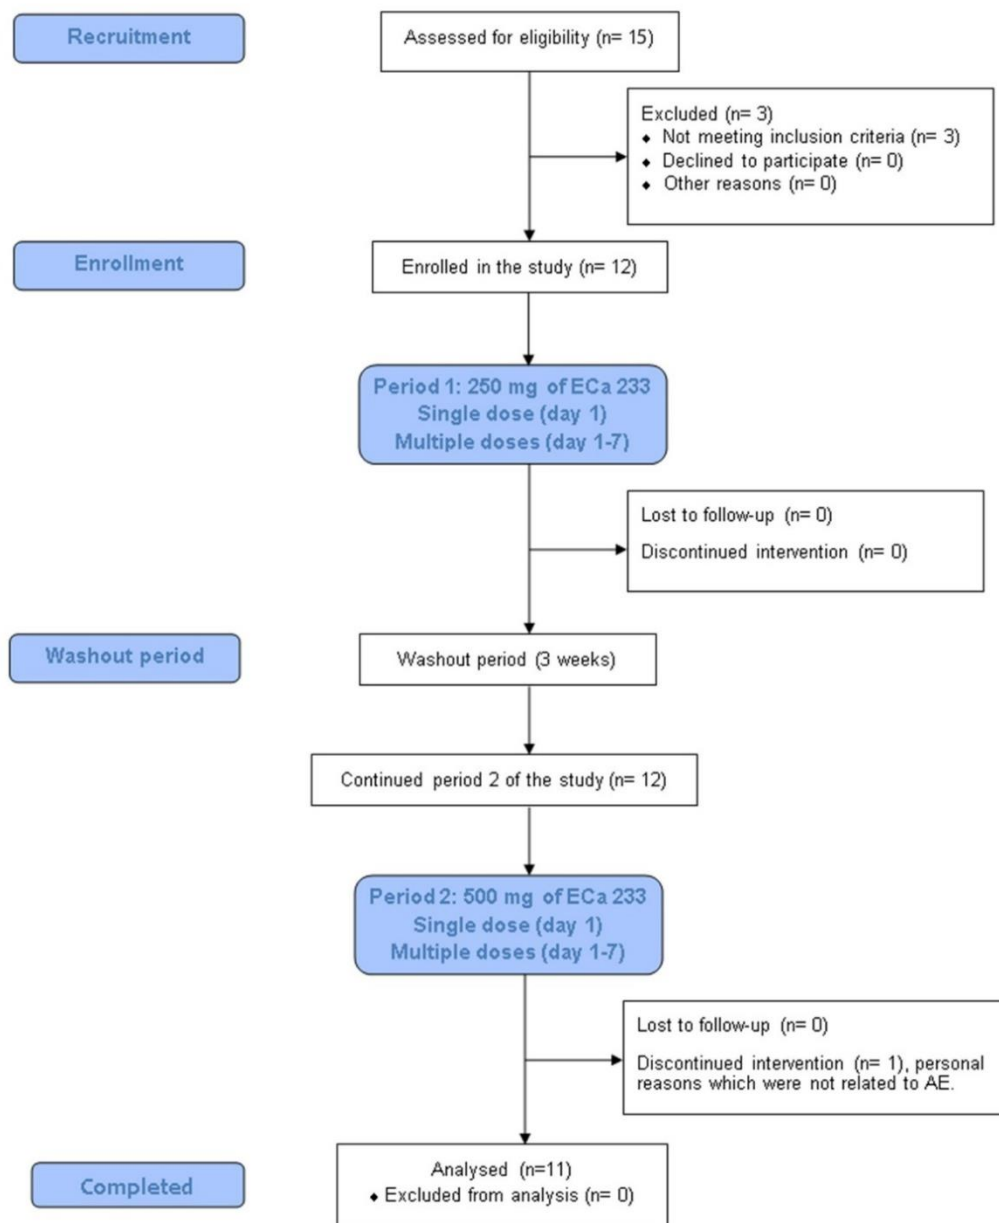 Recruitment
Assessed for eligibility (n= 15)
Excluded (n= 3)
♦ Not meeting inclusion criteria (n= 3)
♦ Declined to participate (n= 0)
♦ Other reasons (n= 0)
Enrollment
Enrolled in the study (n= 12)
Period 1: 250 mg of ECa 233
Single dose (day 1)
Multiple doses (day 1-7)
Lost to follow-up (n= 0)
Discontinued intervention (n= 0)
Washout period
Washout period (3 weeks)
Continued period 2 of the study (n= 12)
Period 2: 500 mg of ECa 233
Single dose (day 1)
Multiple doses (day 1-7)
Lost to follow-up (n= 0)
Discontinued intervention (n= 1), personal
reasons which were not related to AE.
Completed
Analysed (n=11)
♦ Excluded from analysis (n= 0)